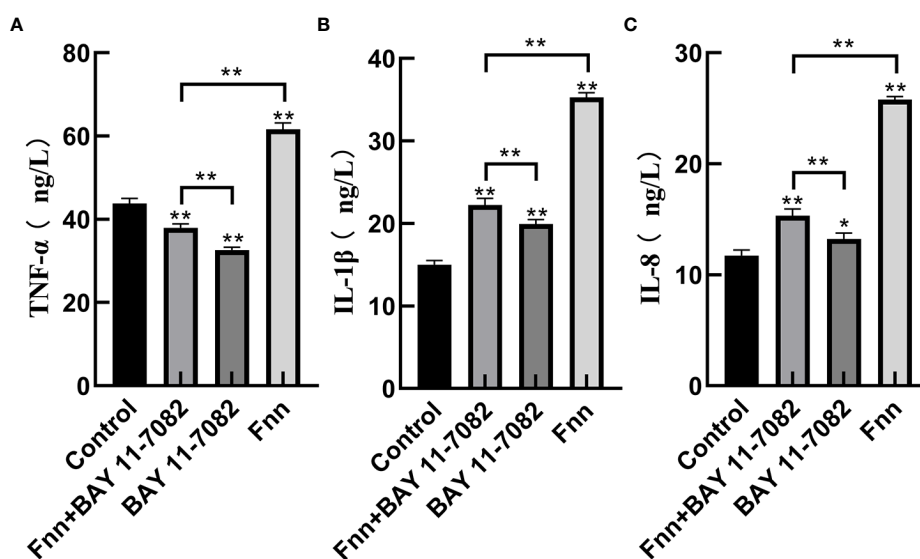 A
TNF-α ( ng/L)
80
60
40
20
0
**
**
**
**
**
Control
Fnn+BAY 11-7082
BAY 11-7082
Fnn
B
IL-1β ( ng/L)
40
30
20
10
0
**
**
**
**
**
Control
Fnn+BAY 11-7082
BAY 11-7082
Fnn
C
IL-8 ( ng/L)
30
20
10
0
**
**
**
**
*
Control
Fnn+BAY 11-7082
BAY 11-7082
Fnn